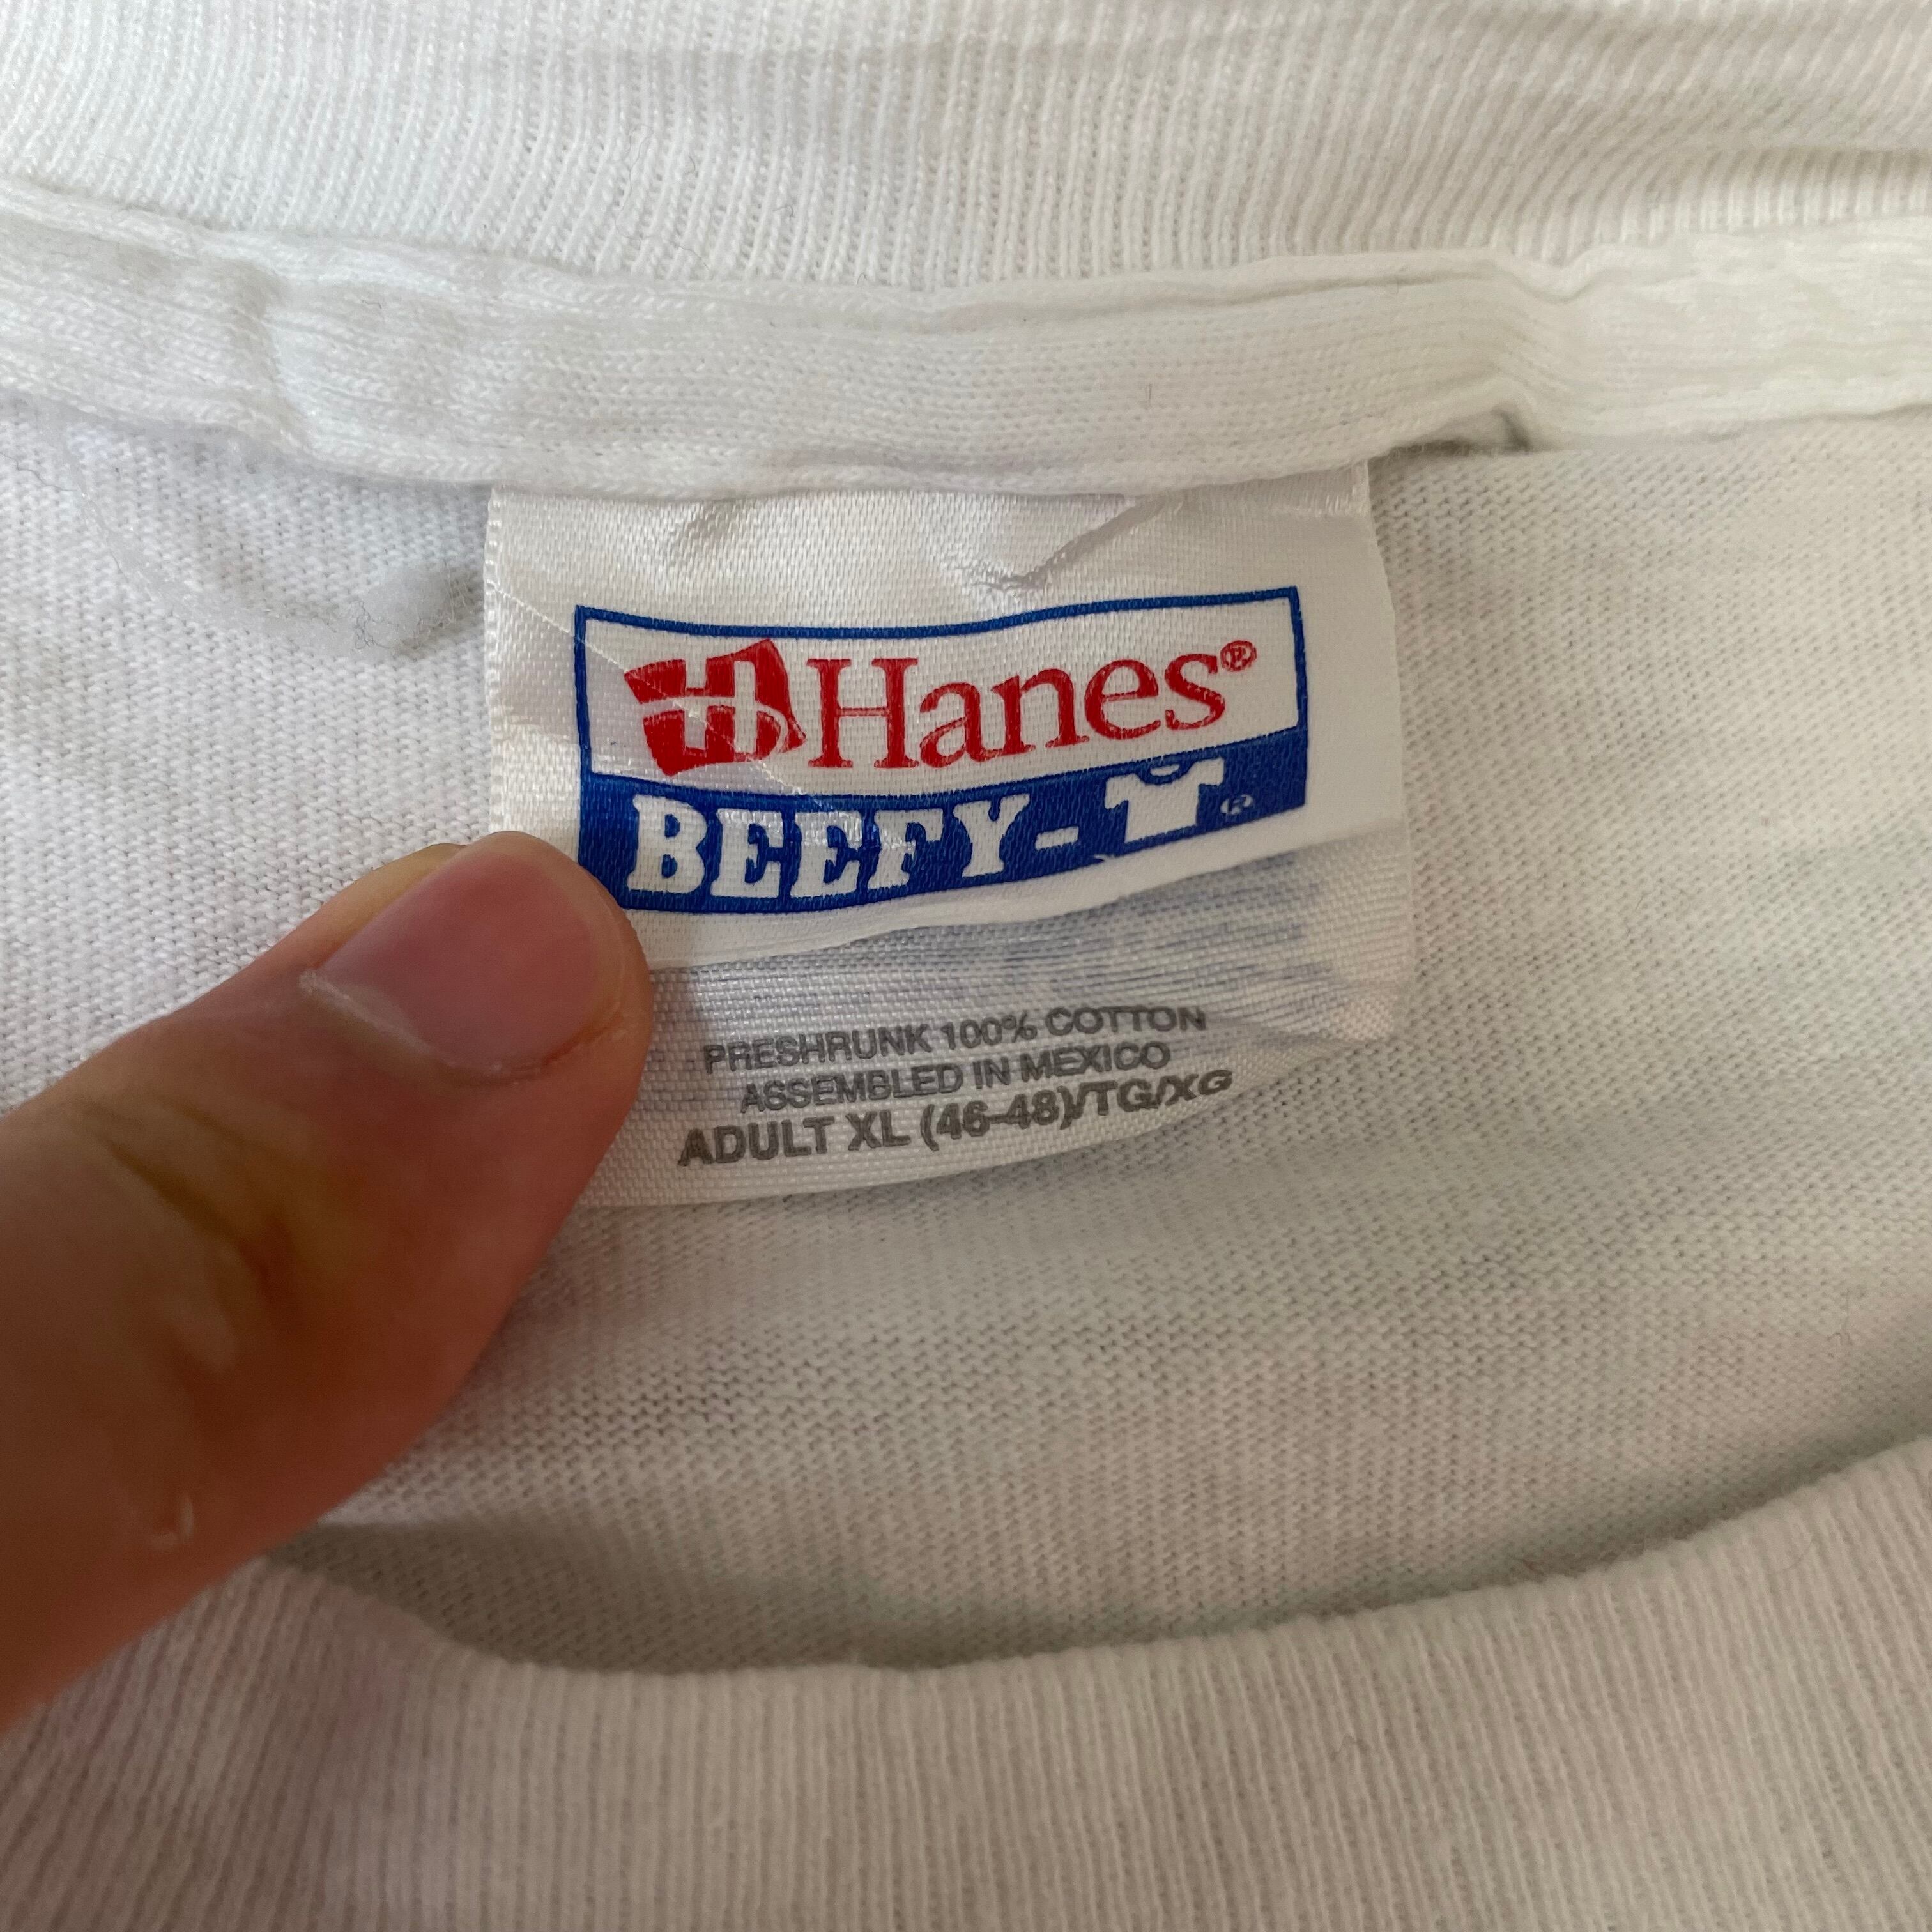 Hanes®
BEEFY-T®
PRESHRUNK 100% COTTON
ASSEMBLED IN MEXICO
ADULT XL (46-48)/TG/XG